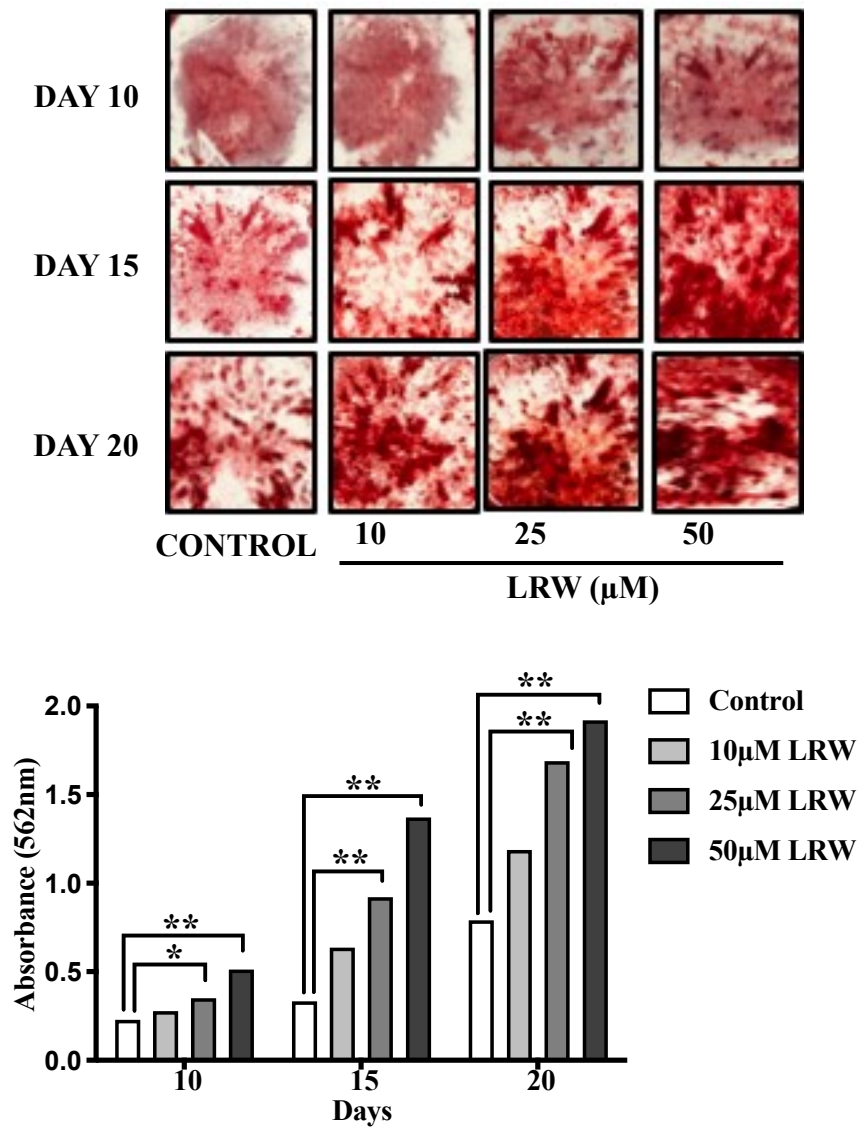 DAY 10
DAY 15
DAY 20
CONTROL 10 25 50
LRW (μM)
Absorbance (562nm)
2.0
1.5
1.0
0.5
0.0
** *
** **
** **
10 15 20
Days
Control
10μM LRW
25μM LRW
50μM LRW